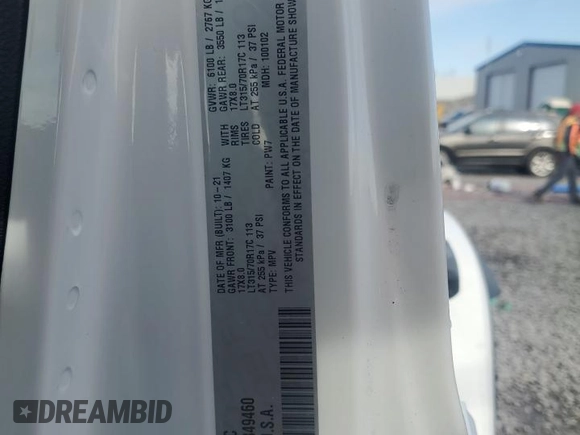 GVWR: 6100 LB / 2767 KG
DATE OF MFR (BUILT): 10-21
GAWR REAR: 3550 LB /
GAWR FRONT: 3100 LB / 1407 KG
WITH
17X8.0
17X8.0
RIMS
LT315/70R17C 113
LT315/70R17C 113
TIRES
AT 255 kPa / 37 PSI
AT 255 kPa / 37 PSI
COLD
TYPE: MPV
PAINT: PW7
MDH: 100102
THIS VEHICLE CONFORMS TO ALL APPLICABLE U.S.A. FEDERAL MOTOR
STANDARDS IN EFFECT ON THE DATE OF MANUFACTURE SHOW
49460
.S.A.
AutoBidMaster